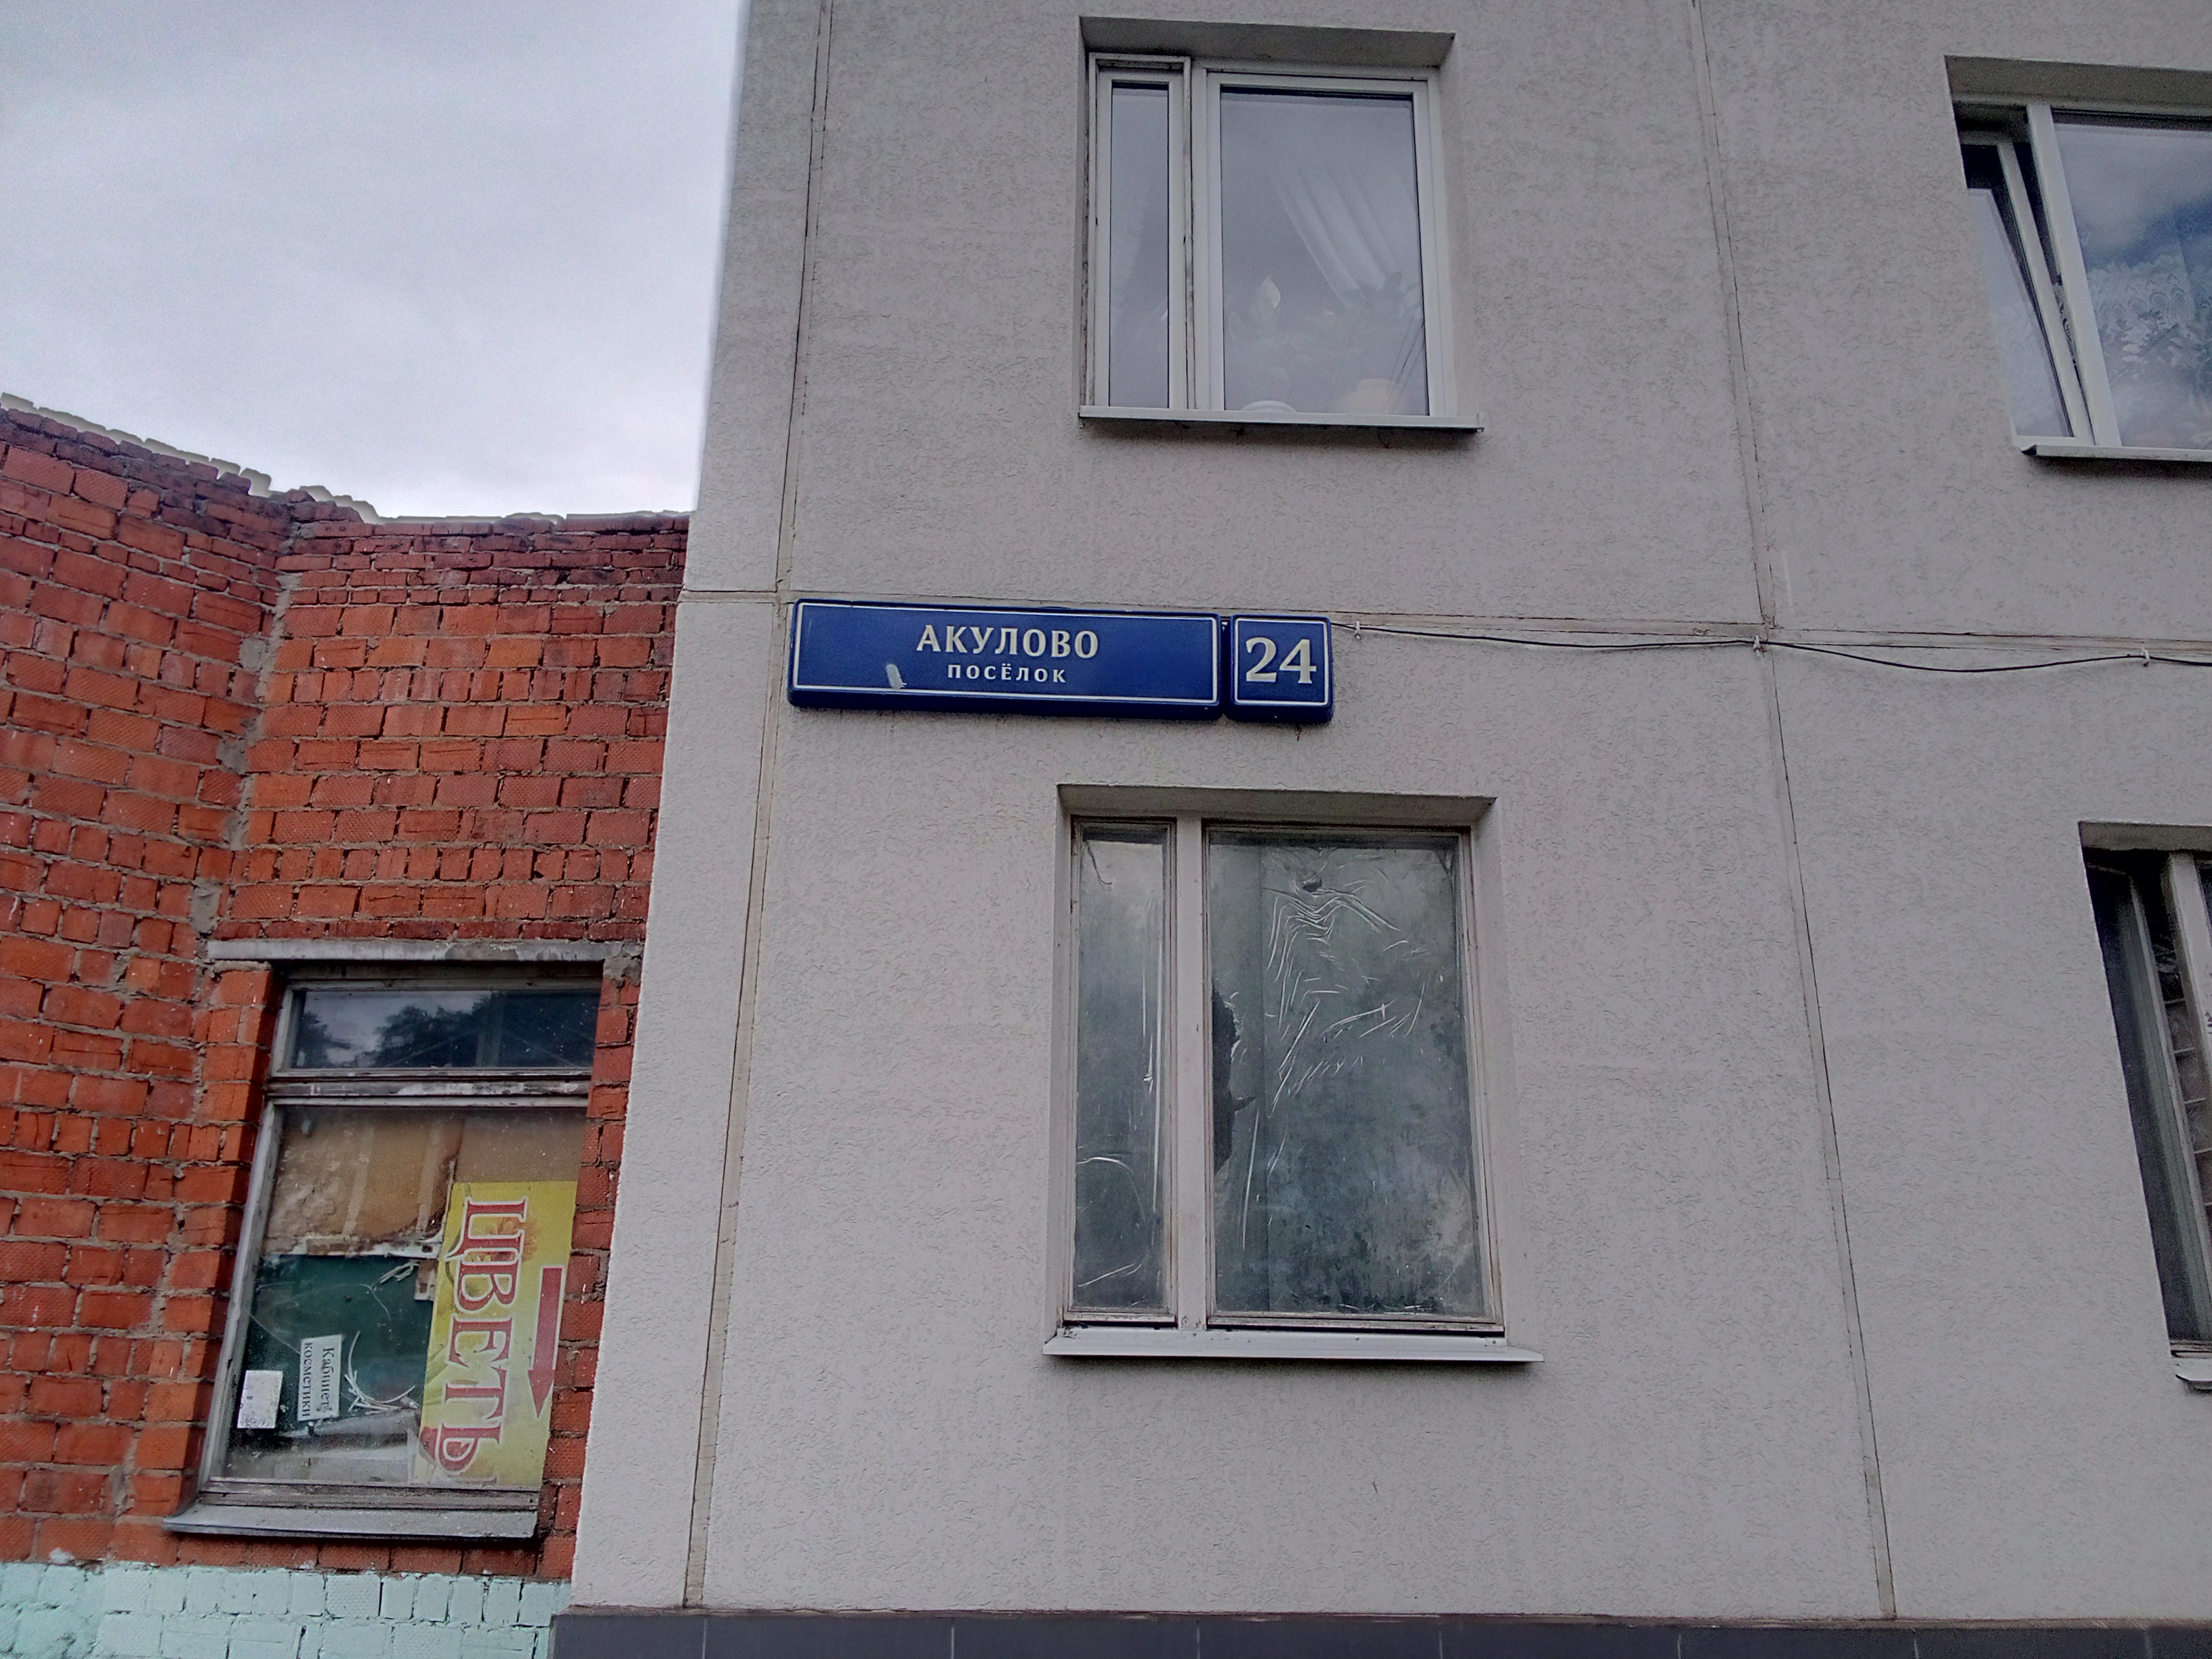 АКУЛОВО
ПОСЁЛОК
24
ЦВЕТЫ
Кабинет
косметики